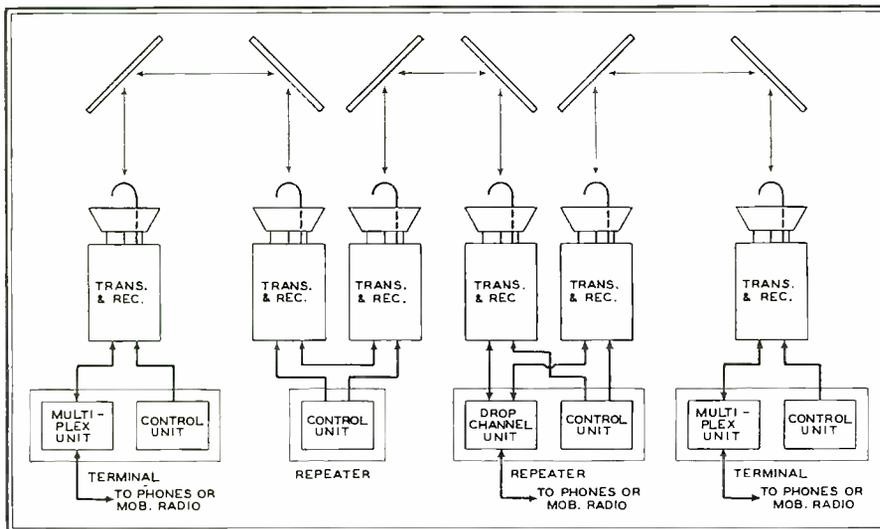 TRANS.
& REC.
TRANS.
& REC.
TRANS.
& REC.
TRANS.
& REC
TRANS.
& REC.
TRANS.
& REC.
MULTI-
PLEX UNIT
CONTROL
UNIT
CONTROL
UNIT
DROP
CHANNEL
UNIT
CONTROL
UNIT
MULTI-
PLEX UNIT
CONTROL
UNIT
TERMINAL
TO PHONES OR
MOB. RADIO
REPEATER
REPEATER
TO PHONES OR
MOB. RADIO
TERMINAL
TO PHONES OR
MOB. RADIO